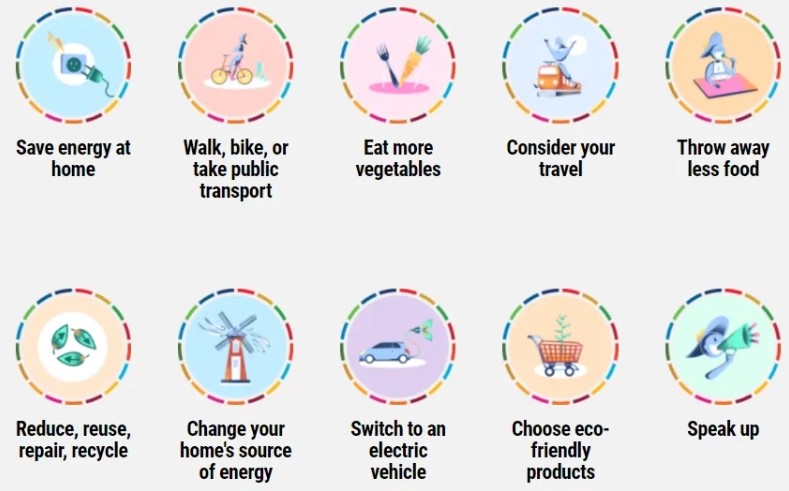 Save energy at
home
Walk, bike, or
take public
transport
Eat more
vegetables
Consider your
travel
Throw away
less food
Reduce, reuse,
repair, recycle
Change your
home's source
of energy
Switch to an
electric
vehicle
Choose eco-
friendly
products
Speak up